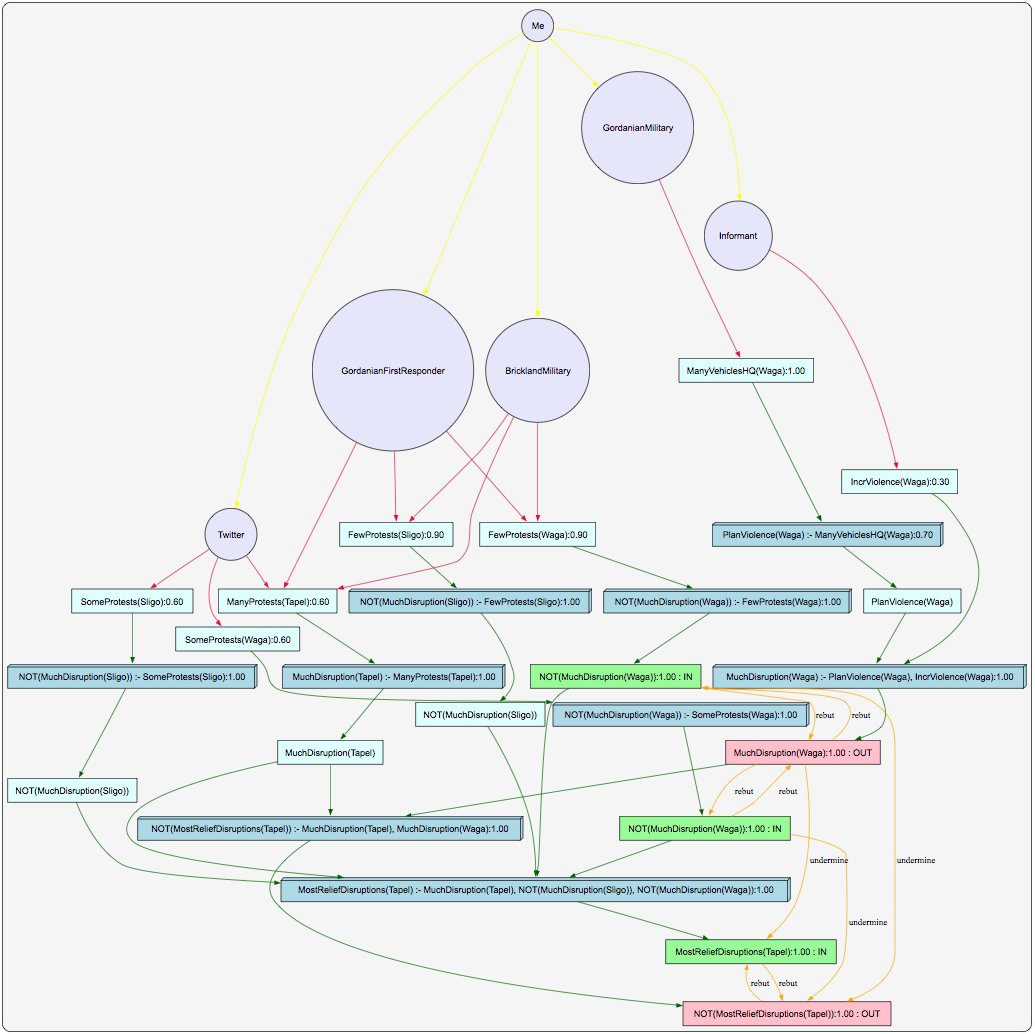 Me
GordanianMilitary
Informant
GordanianFirstResponder
BricklandMilitary
ManyVehiclesHQ(Waga):1.00
IncrViolence(Waga):0.30
Twitter
FewProtests(Sligo):0.90
FewProtests(Waga):0.90
PlanViolence(Waga) :- ManyVehiclesHQ(Waga):0.70
SomeProtests(Sligo):0.60
ManyProtests(Tapel):0.60
NOT(MuchDisruption(Sligo)) :- FewProtests(Sligo):1.00
NOT(MuchDisruption(Waga)) :- FewProtests(Waga):1.00
PlanViolence(Waga)
SomeProtests(Waga):0.60
NOT(MuchDisruption(Sligo)) :- SomeProtests(Sligo):1.00
MuchDisruption(Tapel) :- ManyProtests(Tapel):1.00
NOT(MuchDisruption(Waga)):1.00 : IN
MuchDisruption(Waga) :- PlanViolence(Waga), IncrViolence(Waga):1.00
NOT(MuchDisruption(Sligo))
NOT(MuchDisruption(Waga)) :- SomeProtests(Waga):1.00
rebut
rebut
MuchDisruption(Tapel)
MuchDisruption(Waga):1.00 : OUT
NOT(MuchDisruption(Sligo))
rebut
rebut
NOT(MostReliefDisruptions(Tapel)) :- MuchDisruption(Tapel), MuchDisruption(Waga):1.00
NOT(MuchDisruption(Waga)):1.00 : IN
undermine
undermine
MostReliefDisruptions(Tapel) :- MuchDisruption(Tapel), NOT(MuchDisruption(Sligo)), NOT(MuchDisruption(Waga)):1.00
undermine
MostReliefDisruptions(Tapel):1.00 : IN
rebut
rebut
NOT(MostReliefDisruptions(Tapel)):1.00 : OUT